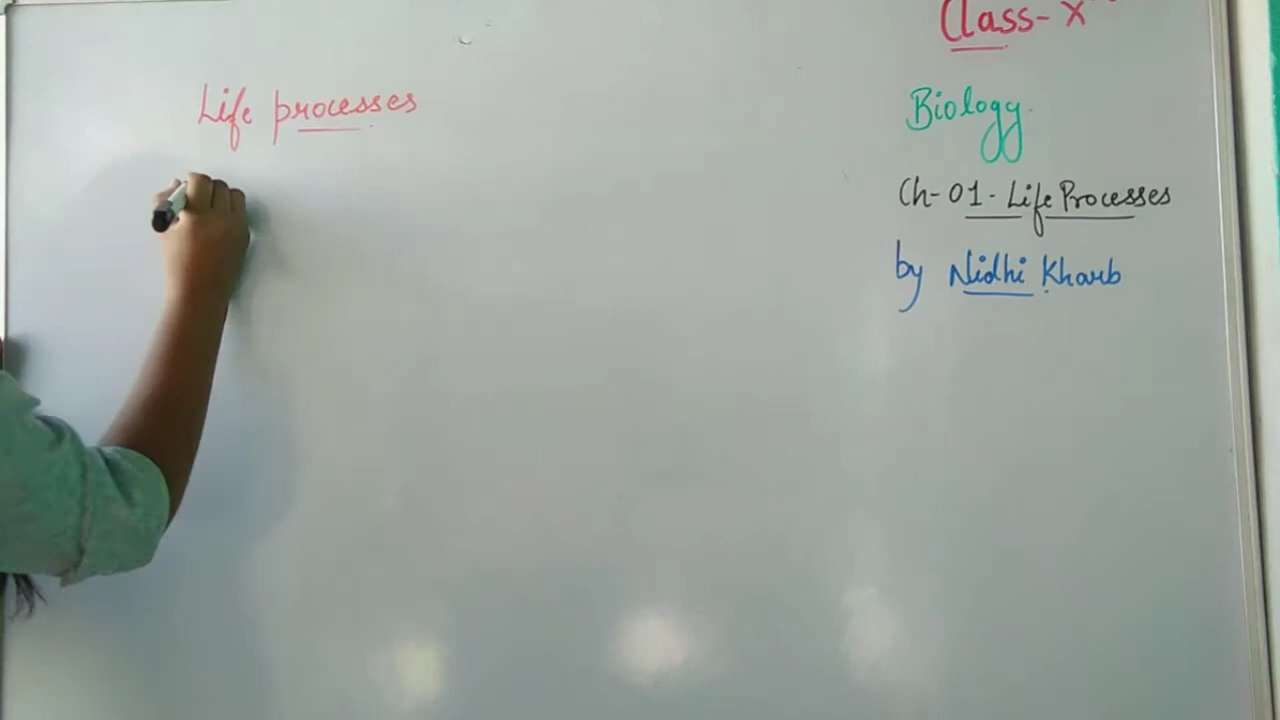 Class- X
Biology.
Life processes
Ch- 01 - Life Processes
by Nidhi Kharb